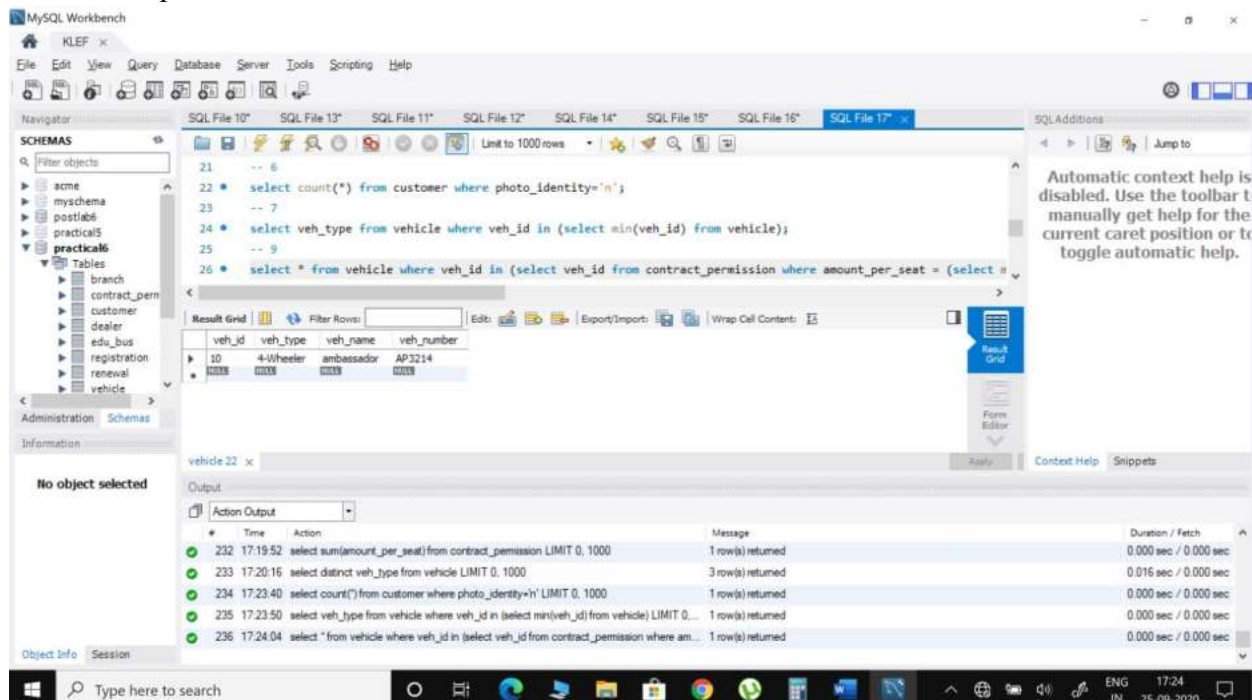 MySQL Workbench
KLEF ×
File Edit View Query Database Server Tools Scripting Help
Navigator
SCHEMAS
Filter objects
acme
myschema
postlab6
practical5
practical6
Tables
branch
contract_perm
customer
dealer
edu_bus
registration
renewal
vehicle
Administration Schemas
Information
No object selected
Object Info Session
SQL File 10* SQL File 13* SQL File 11* SQL File 12* SQL File 14* SQL File 15* SQL File 16* SQL File 17* ×
Limit to 1000 rows
21 -- 6
22 select count(*) from customer where photo_identity='n';
23 -- 7
24 select veh_type from vehicle where veh_id in (select min(veh_id) from vehicle);
25 -- 9
26 select * from vehicle where veh_id in (select veh_id from contract_permission where amount_per_seat = (select m
Result Grid Filter Rows: Edit: Export/Import: Wrap Cell Content:
veh_id veh_type veh_name veh_number
10 4-Wheeler ambassador AP3214
NULL NULL NULL NULL
Result Grid
Form Editor
vehicle 22 × Apply
Output
Action Output
# Time Action Message Duration / Fetch
232 17:19:52 select sum(amount_per_seat) from contract_permission LIMIT 0, 1000 1 row(s) returned 0.000 sec / 0.000 sec
233 17:20:16 select distinct veh_type from vehicle LIMIT 0, 1000 3 row(s) returned 0.016 sec / 0.000 sec
234 17:23:40 select count(*) from customer where photo_identity='n' LIMIT 0, 1000 1 row(s) returned 0.000 sec / 0.000 sec
235 17:23:50 select veh_type from vehicle where veh_id in (select min(veh_id) from vehicle) LIMIT 0,... 1 row(s) returned 0.000 sec / 0.000 sec
236 17:24:04 select * from vehicle where veh_id in (select veh_id from contract_permission where am... 1 row(s) returned 0.000 sec / 0.000 sec
SQLAdditions
Jump to
Automatic context help is
disabled. Use the toolbar t
manually get help for the
current caret position or to
toggle automatic help.
Context Help Snippets
Type here to search
ENG
IN
17:24
25-09-2020